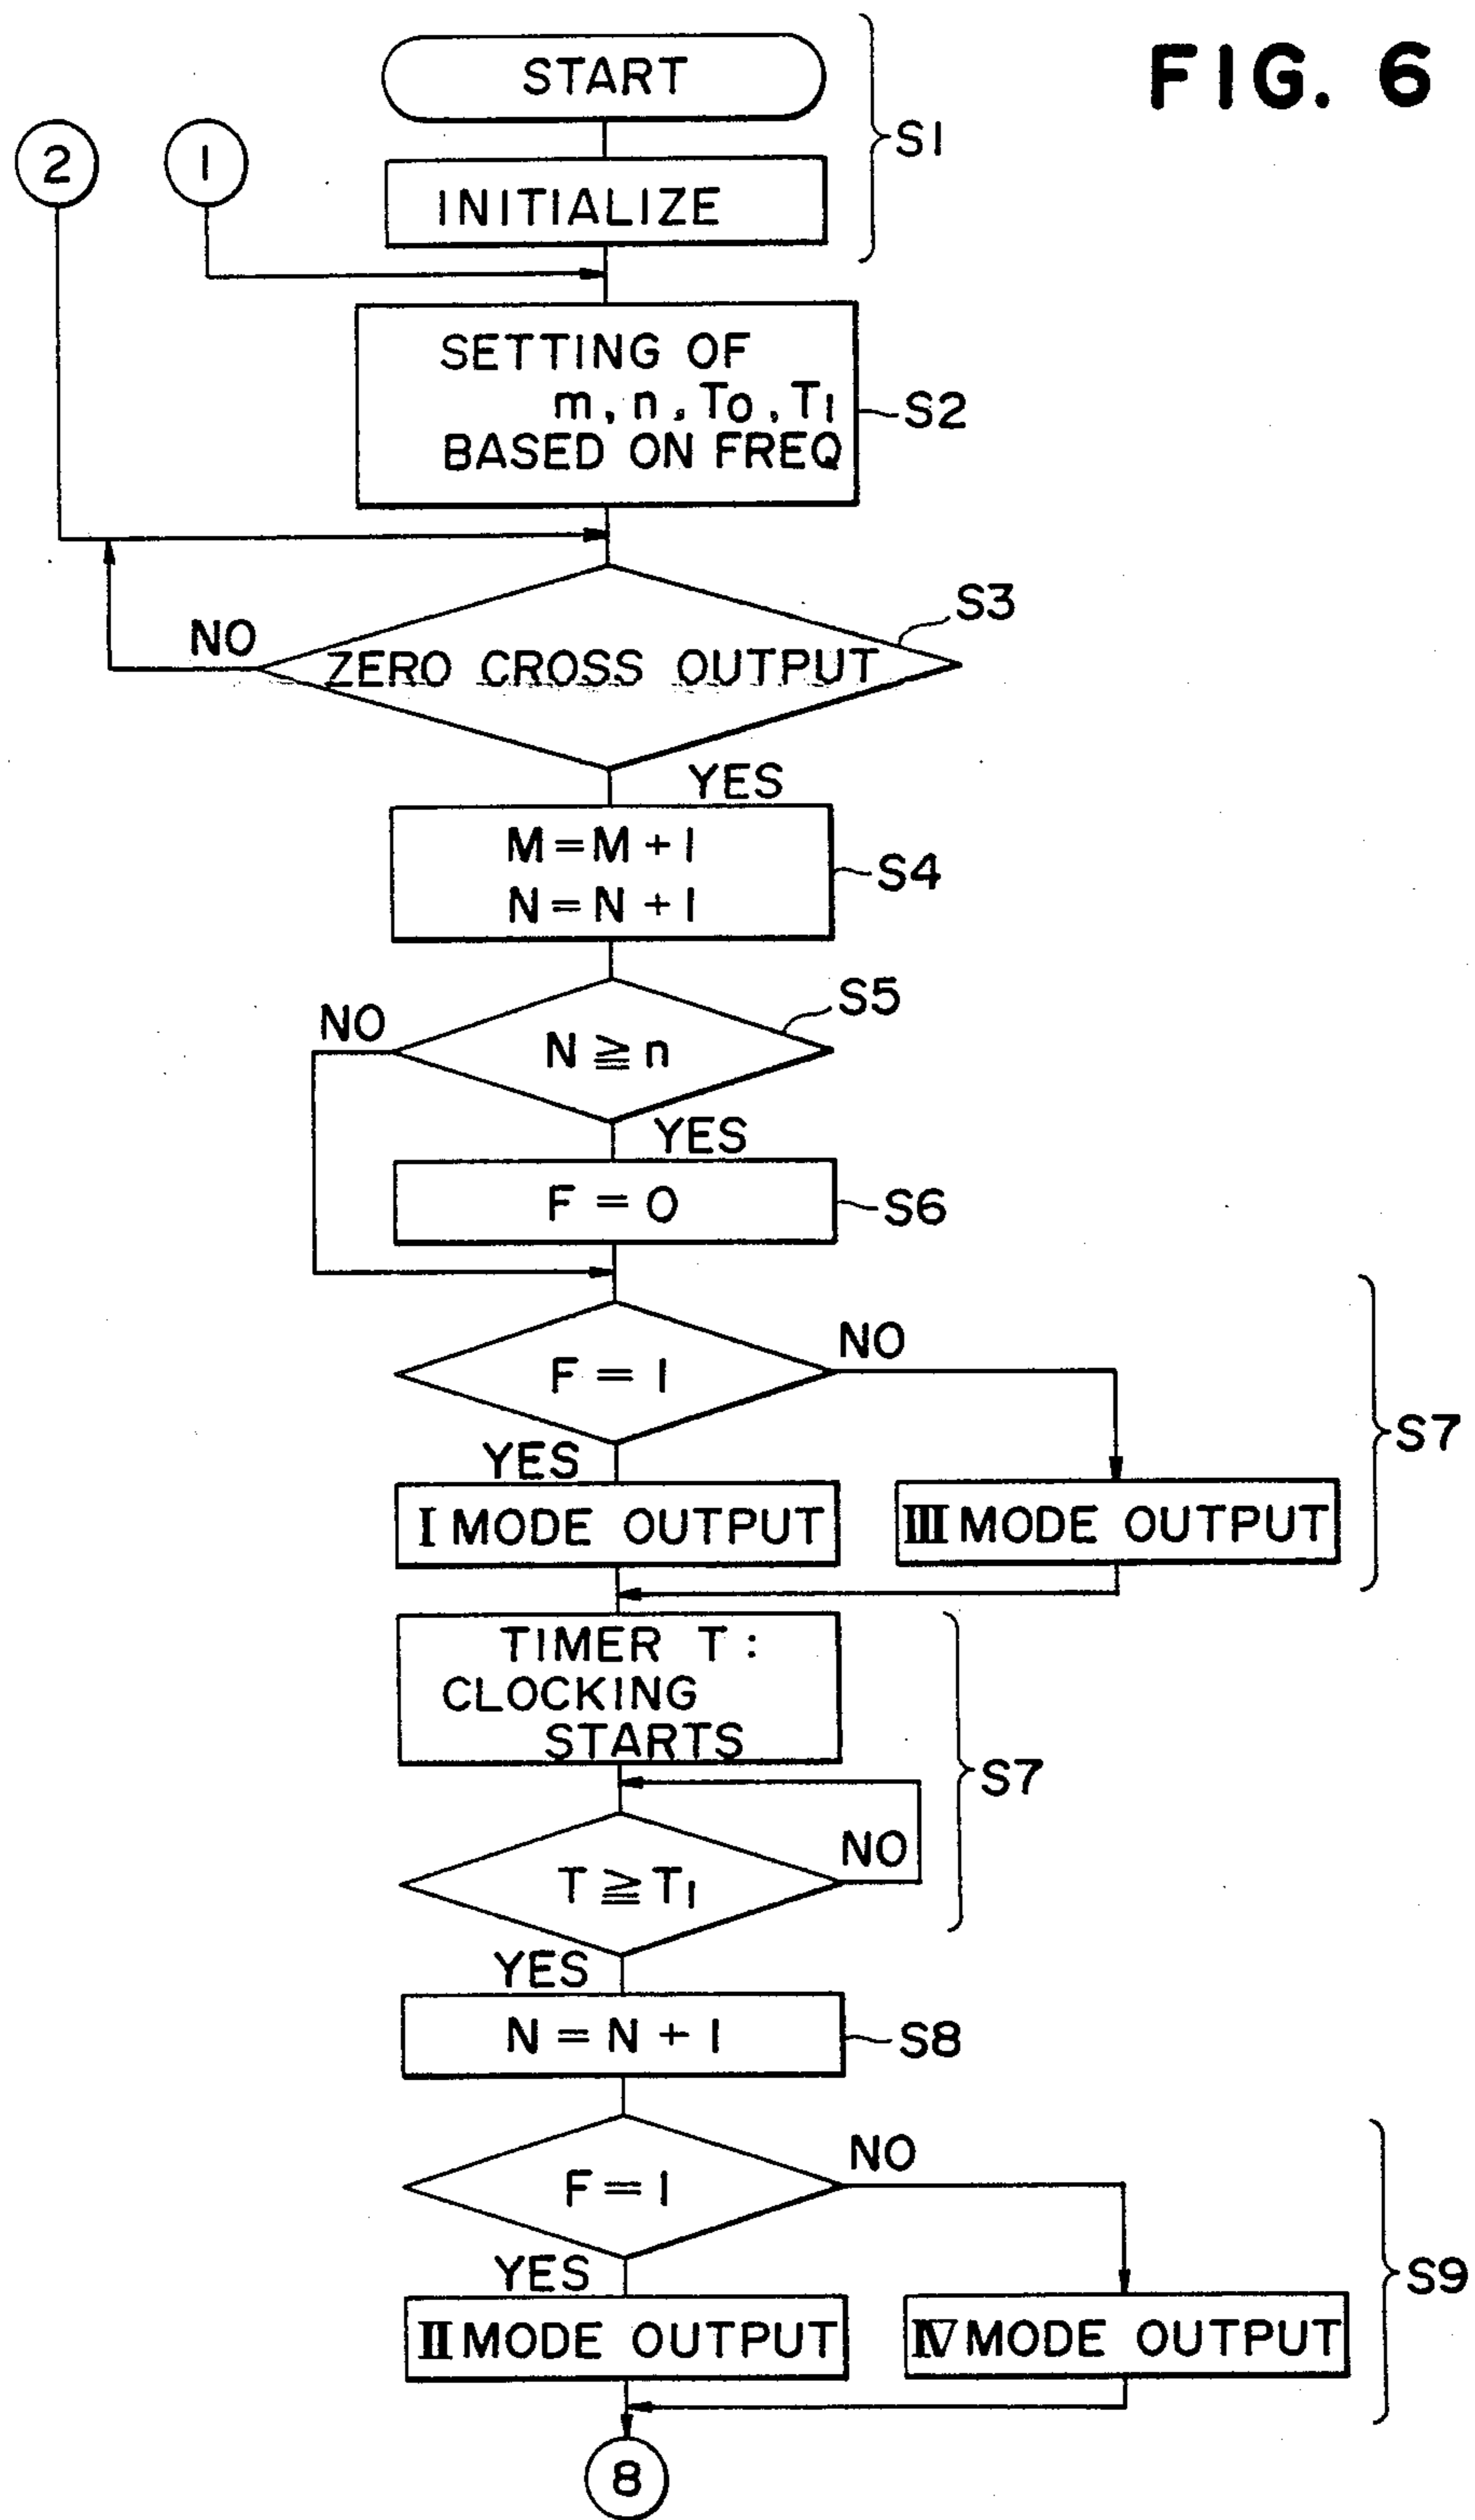 FIG. 6
START
S1
2
1
INITIALIZE
SETTING OF
m, n, T0, T1
BASED ON FREQ
S2
S3
NO
ZERO CROSS OUTPUT
YES
M=M+1
N=N+1
S4
S5
NO
N≧n
YES
F=0
S6
F=1
NO
S7
YES
I MODE OUTPUT
III MODE OUTPUT
TIMER T:
CLOCKING
STARTS
S7
NO
T≧T1
YES
N=N+1
S8
NO
F=1
S9
YES
II MODE OUTPUT
IV MODE OUTPUT
8